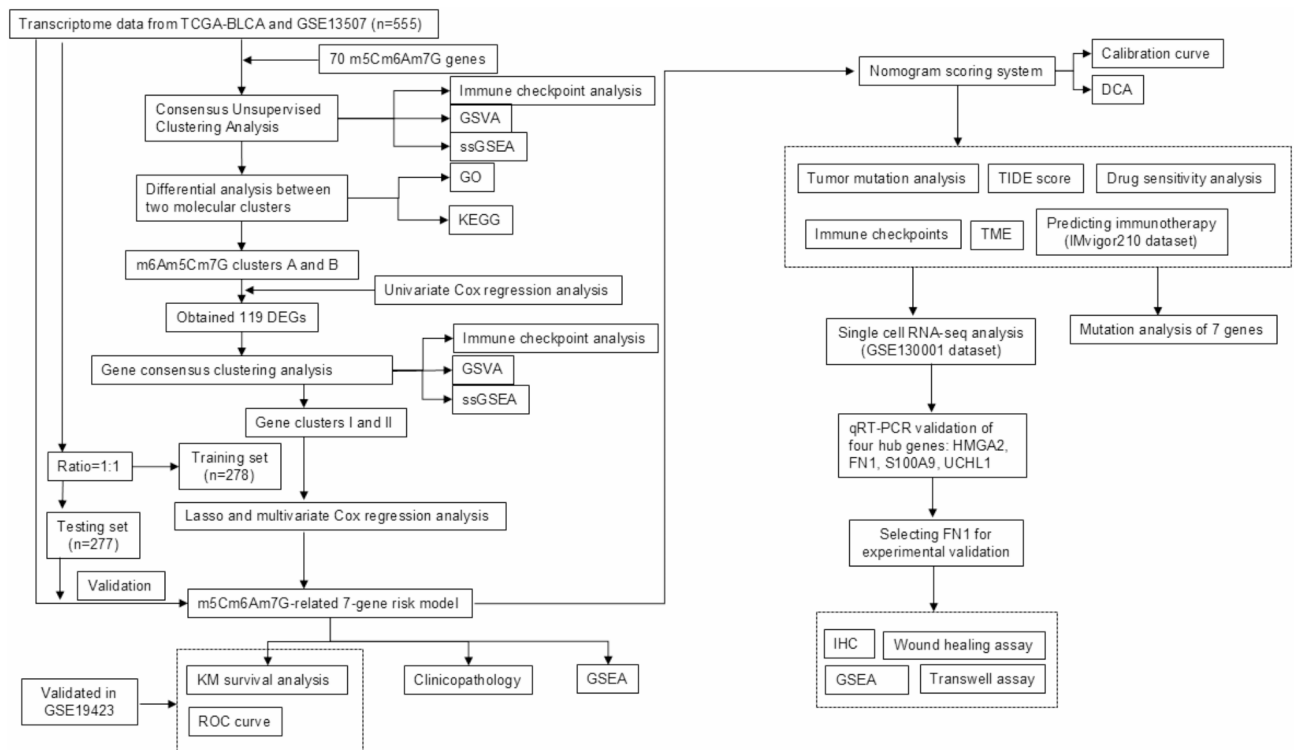 Transcriptome data from TCGA-BLCA and GSE13507 (n=555)
70 m5Cm6Am7G genes
Consensus Unsupervised
Clustering Analysis
Immune checkpoint analysis
GSVA
ssGSEA
Differential analysis between
two molecular clusters
GO
KEGG
m6Am5Cm7G clusters A and B
Univariate Cox regression analysis
Obtained 119 DEGs
Gene consensus clustering analysis
Immune checkpoint analysis
GSVA
ssGSEA
Gene clusters I and II
Ratio=1:1
Training set
(n=278)
Testing set
(n=277)
Lasso and multivariate Cox regression analysis
Validation
m5Cm6Am7G-related 7-gene risk model
Validated in
GSE19423
KM survival analysis
ROC curve
Clinicopathology
GSEA
Nomogram scoring system
Calibration curve
DCA
Tumor mutation analysis
TIDE score
Drug sensitivity analysis
Immune checkpoints
TME
Predicting immunotherapy
(IMvigor210 dataset)
Single cell RNA-seq analysis
(GSE130001 dataset)
Mutation analysis of 7 genes
qRT-PCR validation of
four hub genes: HMGA2,
FN1, S100A9, UCHL1
Selecting FN1 for
experimental validation
IHC
Wound healing assay
GSEA
Transwell assay